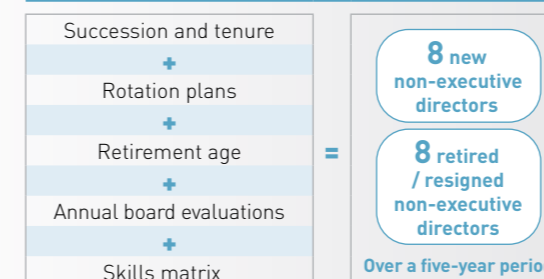 Succession and tenure
+
Rotation plans
+
Retirement age
+
Annual board evaluations
+
Skills matrix
=
8 new
non-executive
directors
8 retired
/ resigned
non-executive
directors
Over a five-year perio